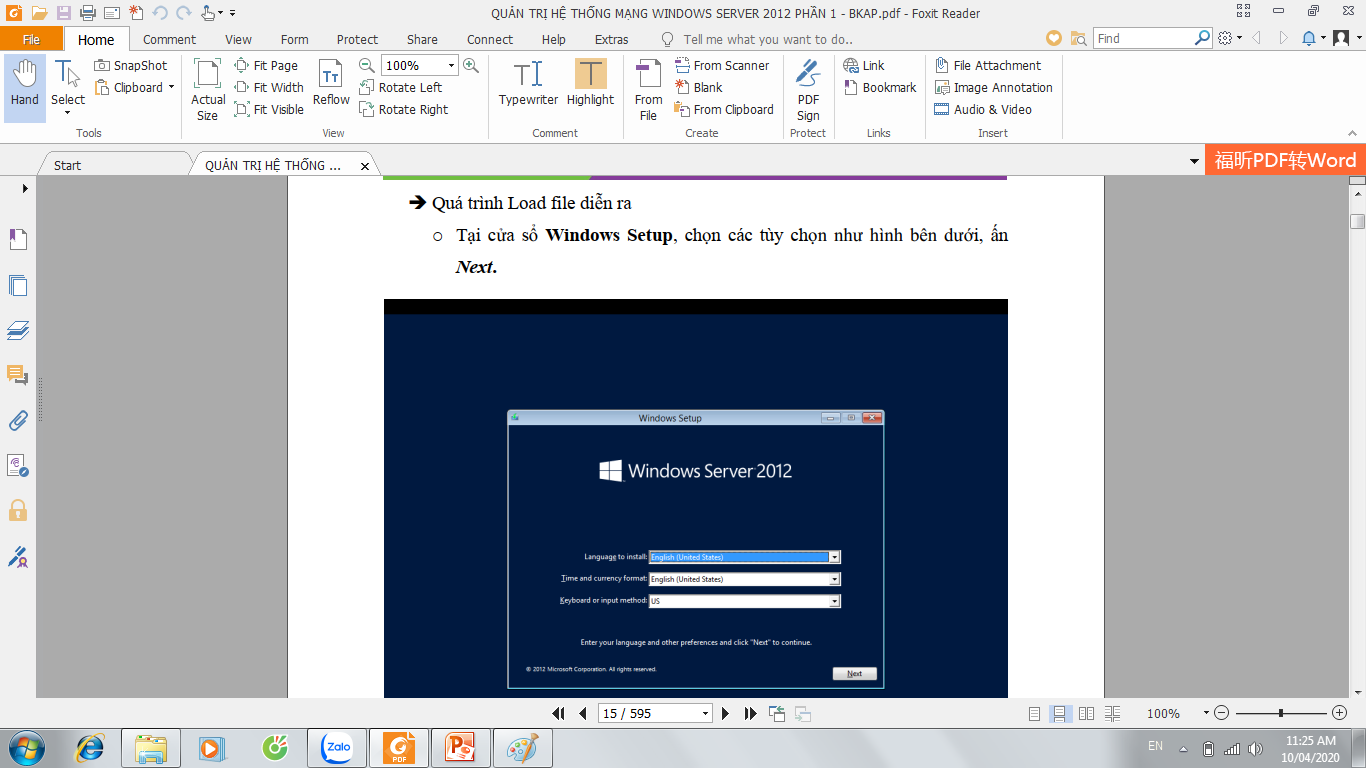 QUẢN TRỊ HỆ THỐNG MẠNG WINDOWS SERVER 2012 PHẦN 1 - BKAP.pdf - Foxit Reader
File Home Comment View Form Protect Share Connect Help Extras Tell me what you want to do.. Find
Hand
Select
SnapShot
Clipboard
Tools
Actual Size
Fit Page
Fit Width
Fit Visible
Reflow
100%
Rotate Left
Rotate Right
View
Typewriter
Highlight
Comment
From File
From Scanner
Blank
From Clipboard
Create
PDF Sign
Protect
Link
Bookmark
Links
File Attachment
Image Annotation
Audio & Video
Insert
Start
QUẢN TRỊ HỆ THỐNG ...
福昕PDF转Word
➔ Quá trình Load file diễn ra
o Tại cửa sổ Windows Setup, chọn các tùy chọn như hình bên dưới, ấn
Next.
Windows Setup
Windows Server 2012
Language to install: English (United States)
Time and currency format: English (United States)
Keyboard or input method: US
Enter your language and other preferences and click "Next" to continue.
© 2012 Microsoft Corporation. All rights reserved.
Next
15 / 595
100%
Zalo
PDF
EN
11:25 AM
10/04/2020